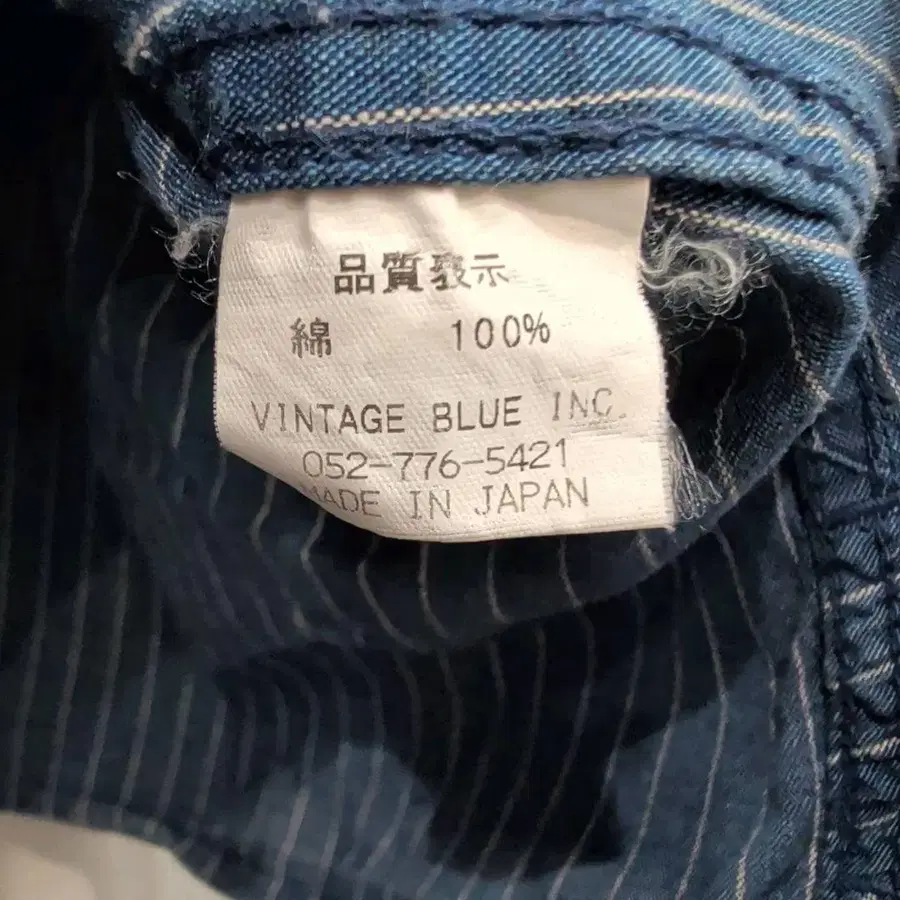 品質表示
綿 100%
VINTAGE BLUE INC.
052-776-5421
MADE IN JAPAN